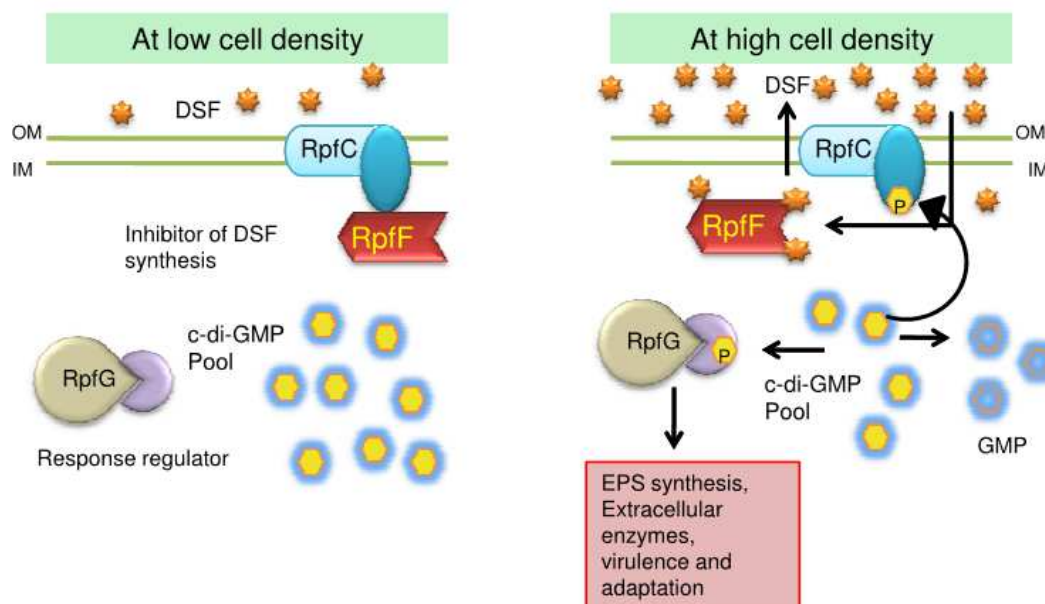 At low cell density
DSF
OM
RpfC
IM
RpfF
Inhibitor of DSF
synthesis
c-di-GMP
Pool
RpfG
Response regulator
At high cell density
DSF
OM
RpfC
IM
P
RpfF
RpfG
P
c-di-GMP
Pool
GMP
EPS synthesis,
Extracellular
enzymes,
virulence and
adaptation